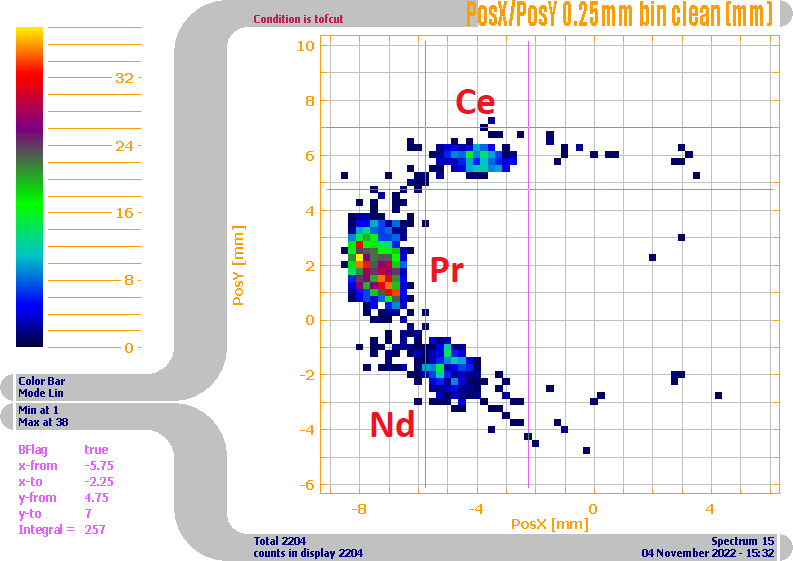 Condition is tofcut
PosX/PosY 0.25mm bin clean (mm)
32
24
16
8
0
Color Bar
Mode Lin
Min at 1
Max at 38
BFlag true
x-from -5.75
x-to -2.25
y-from 4.75
y-to 7
Integral = 257
PosY [mm]
10
8
6
4
2
0
-2
-4
-6
Ce
Pr
Nd
-8 -4 0 4
PosX [mm]
Total 2204
counts in display 2204
Spectrum 15
04 November 2022 - 15:32